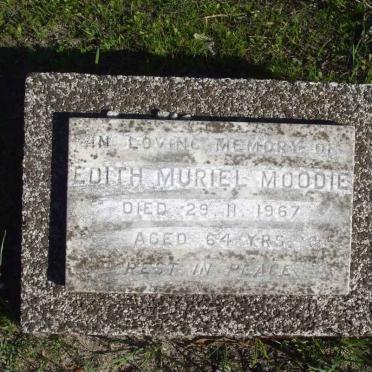 IN LOVING MEMORY OF
EDITH MURIEL MOODIE
DIED 29 11 1967
AGED 64 YRS
REST IN PEACE